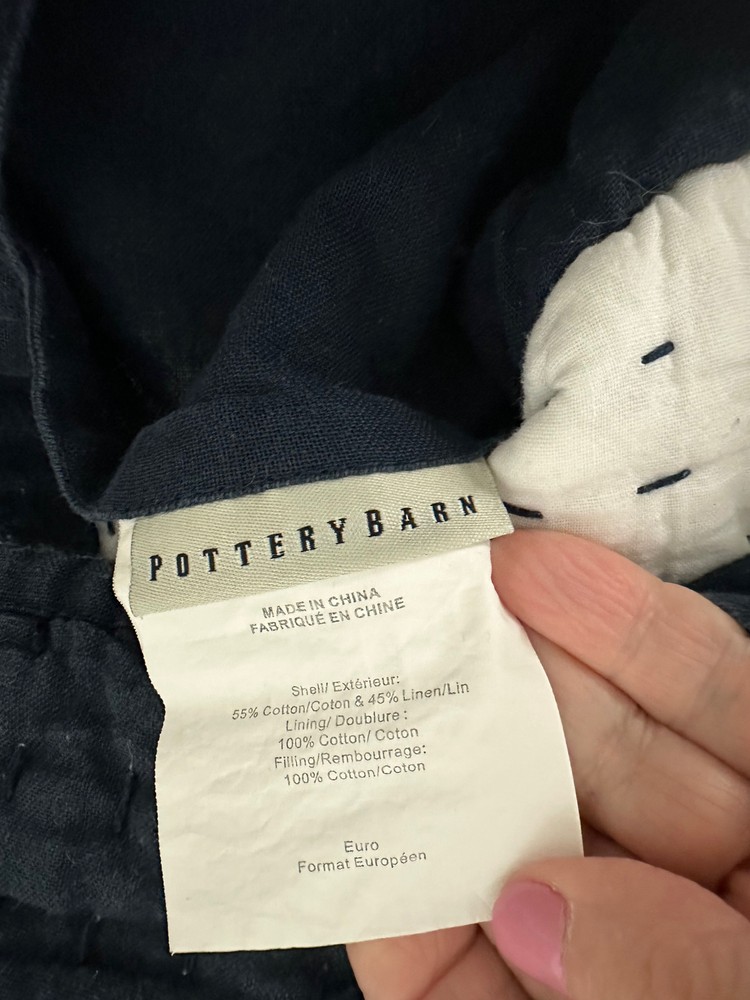 POTTERY BARN
MADE IN CHINA
FABRIQUÉ EN CHINE
Shell/ Extérieur:
55% Cotton/Coton & 45% Linen/Lin
Lining/ Doublure :
100% Cotton/ Coton
Filling/Rembourrage:
100% Cotton/Coton
Euro
Format Européen